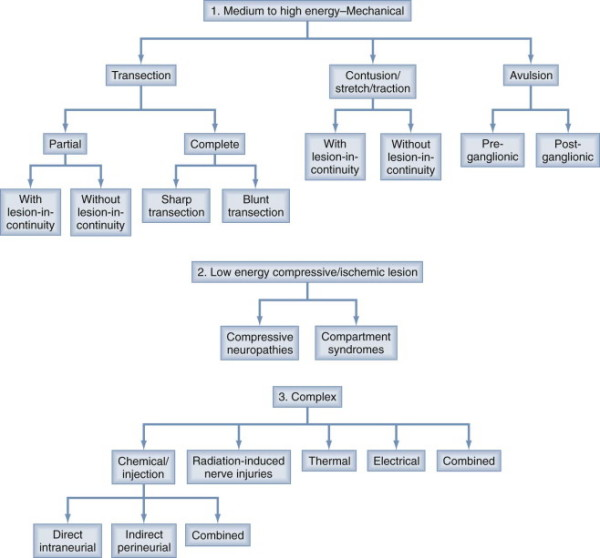 1. Medium to high energy–Mechanical
Transection
Contusion/
stretch/traction
Avulsion
Partial
Complete
With
lesion-in-
continuity
Without
lesion-in-
continuity
Pre-
ganglionic
Post-
ganglionic
With
lesion-in-
continuity
Without
lesion-in-
continuity
Sharp
transection
Blunt
transection
2. Low energy compressive/ischemic lesion
Compressive
neuropathies
Compartment
syndromes
3. Complex
Chemical/
injection
Radiation-induced
nerve injuries
Thermal
Electrical
Combined
Direct
intraneural
Indirect
perineurial
Combined